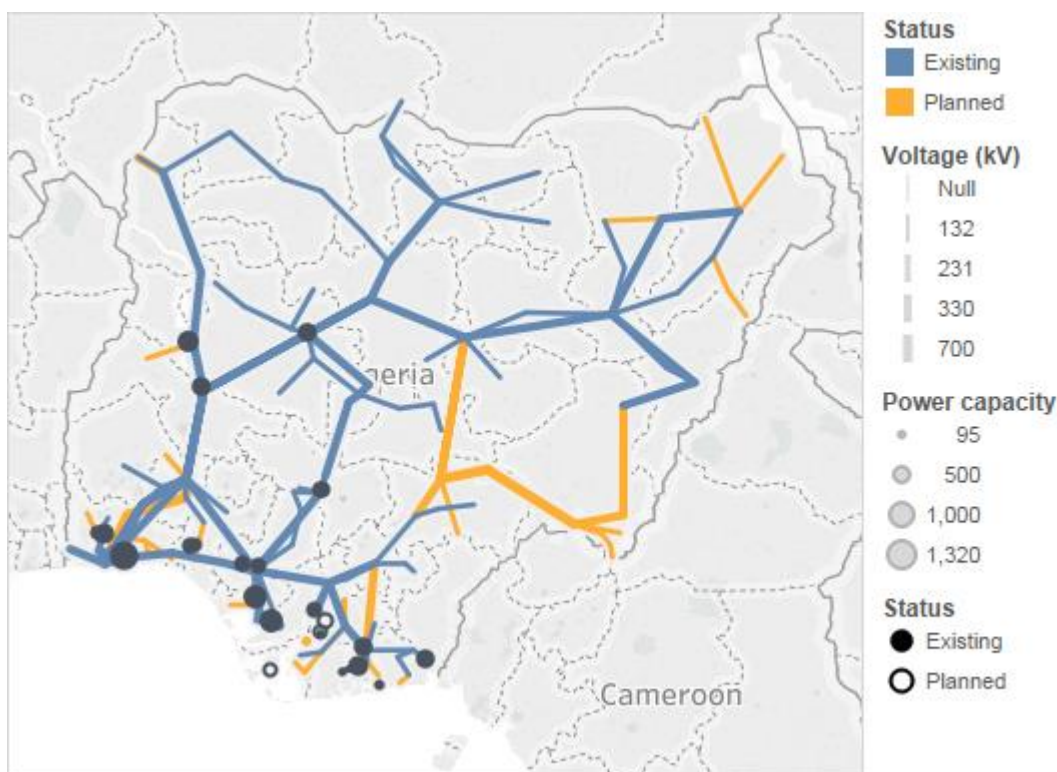 Status
Existing
Planned
Voltage (kV)
Null
132
231
330
700
geria
Power capacity
95
500
1,000
1,320
Status
Existing
Planned
Cameroon